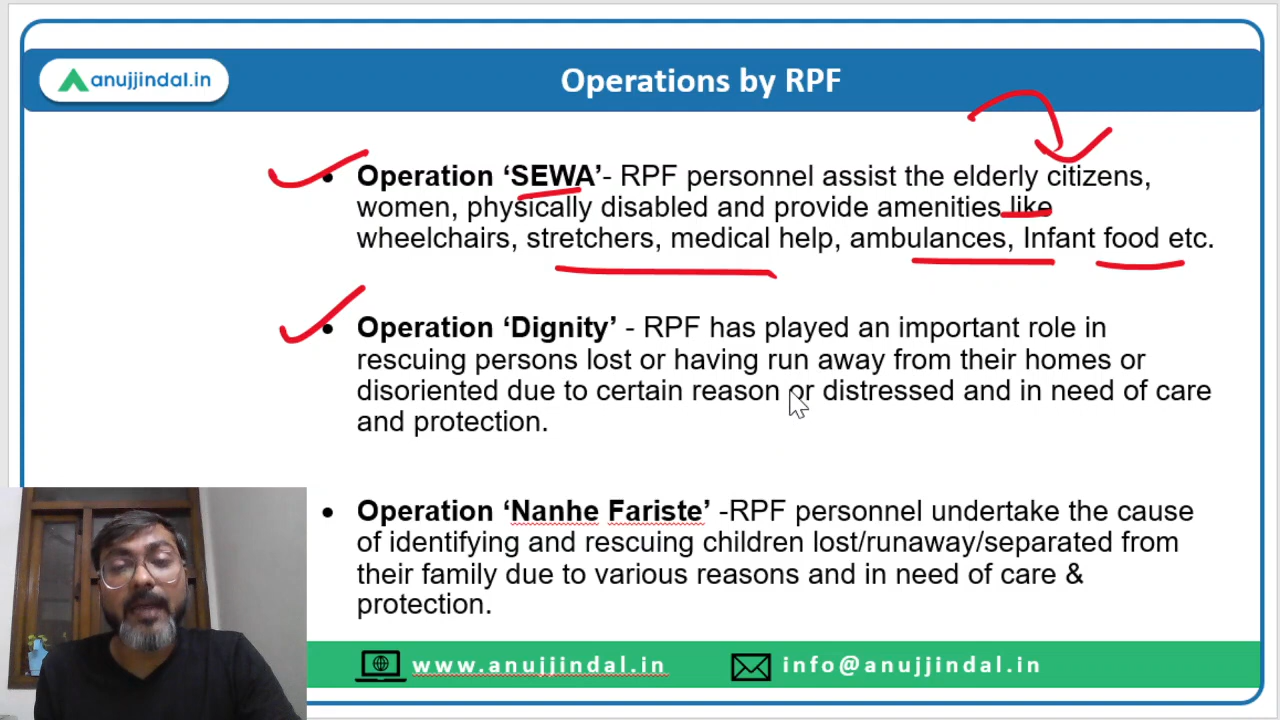 anujjindal.in
Operations by RPF
• Operation ‘SEWA’- RPF personnel assist the elderly citizens,
women, physically disabled and provide amenities like
wheelchairs, stretchers, medical help, ambulances, Infant food etc.
• Operation ‘Dignity’ - RPF has played an important role in
rescuing persons lost or having run away from their homes or
disoriented due to certain reason or distressed and in need of care
and protection.
• Operation ‘Nanhe Fariste’ -RPF personnel undertake the cause
of identifying and rescuing children lost/runaway/separated from
their family due to various reasons and in need of care &
protection.
www.anujjindal.in
info@anujjindal.in